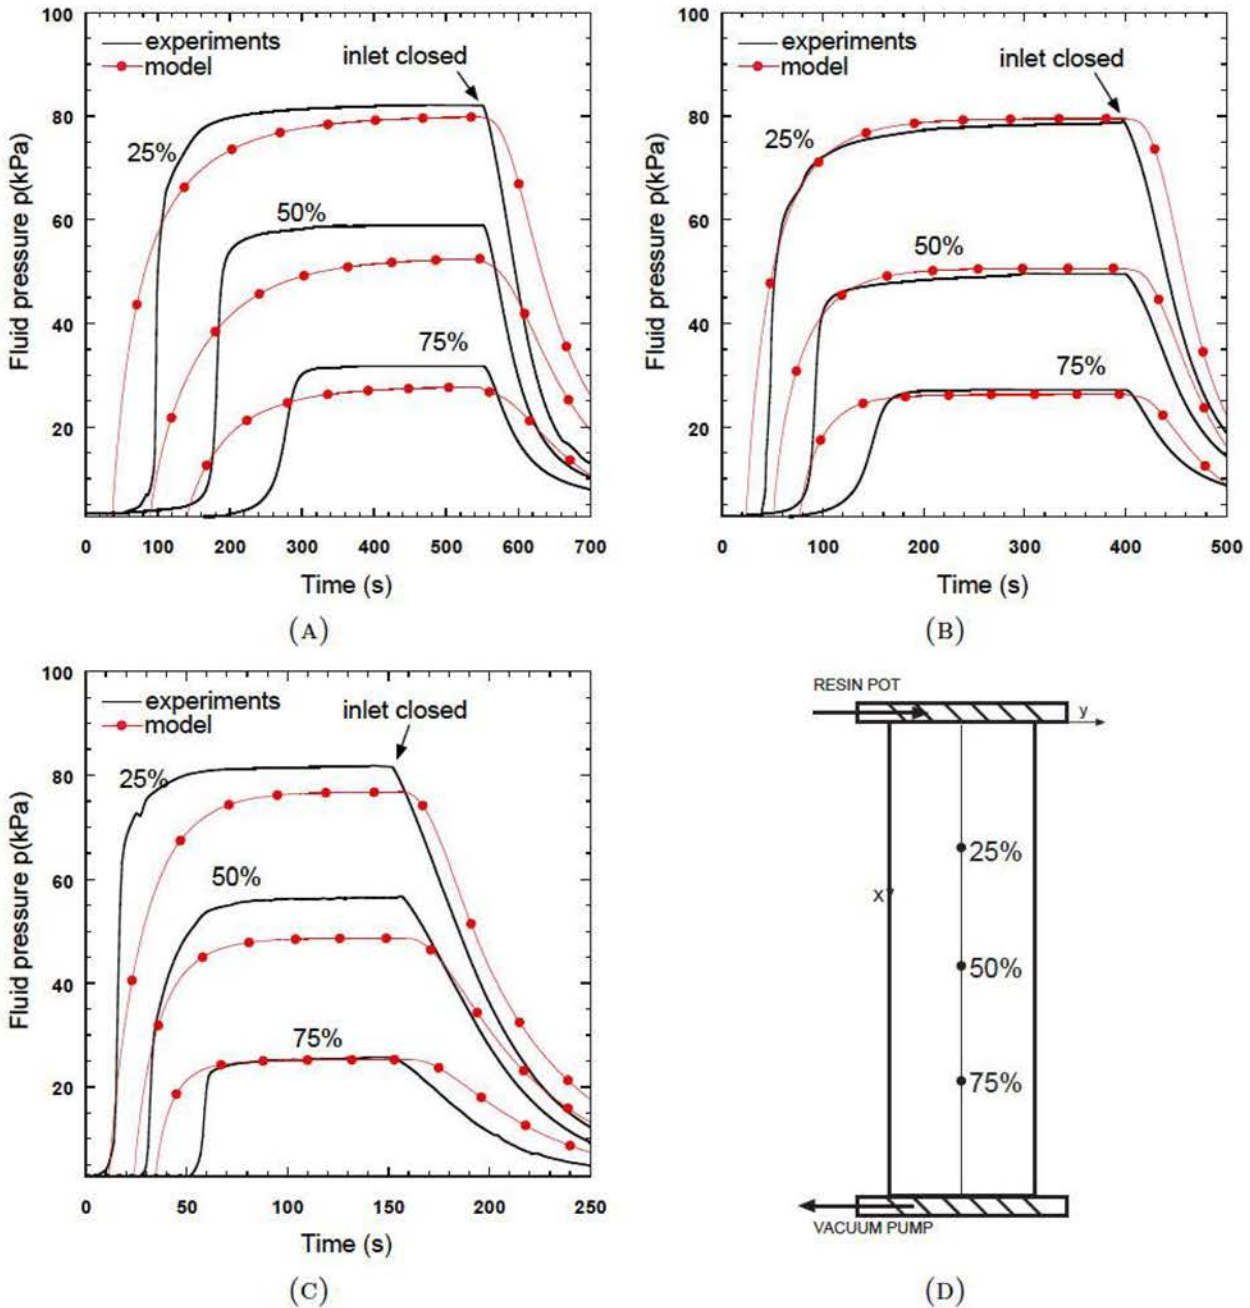 100
80
60
40
20
Fluid pressure p(kPa)
experiments
model
inlet closed
25%
50%
75%
0 100 200 300 400 500 600 700
Time (s)
(A)
100
80
60
40
20
Fluid pressure p(kPa)
experiments
model
inlet closed
25%
50%
75%
0 100 200 300 400 500
Time (s)
(B)
100
80
60
40
20
Fluid pressure p(kPa)
experiments
model
inlet closed
25%
50%
75%
0 50 100 150 200 250
Time (s)
(C)
RESIN POT
y
25%
x
50%
75%
VACUUM PUMP
(D)